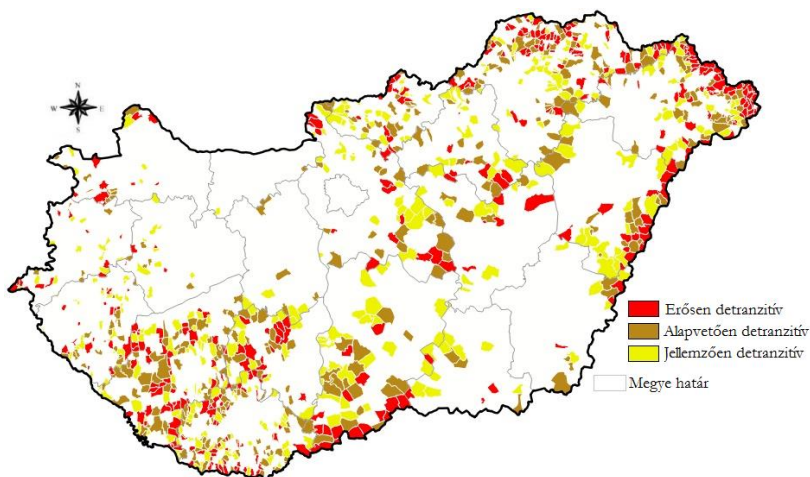 N
W E
S
Erősen detranzitív
Alapvetően detranzitív
Jellemzően detranzitív
Megye határ